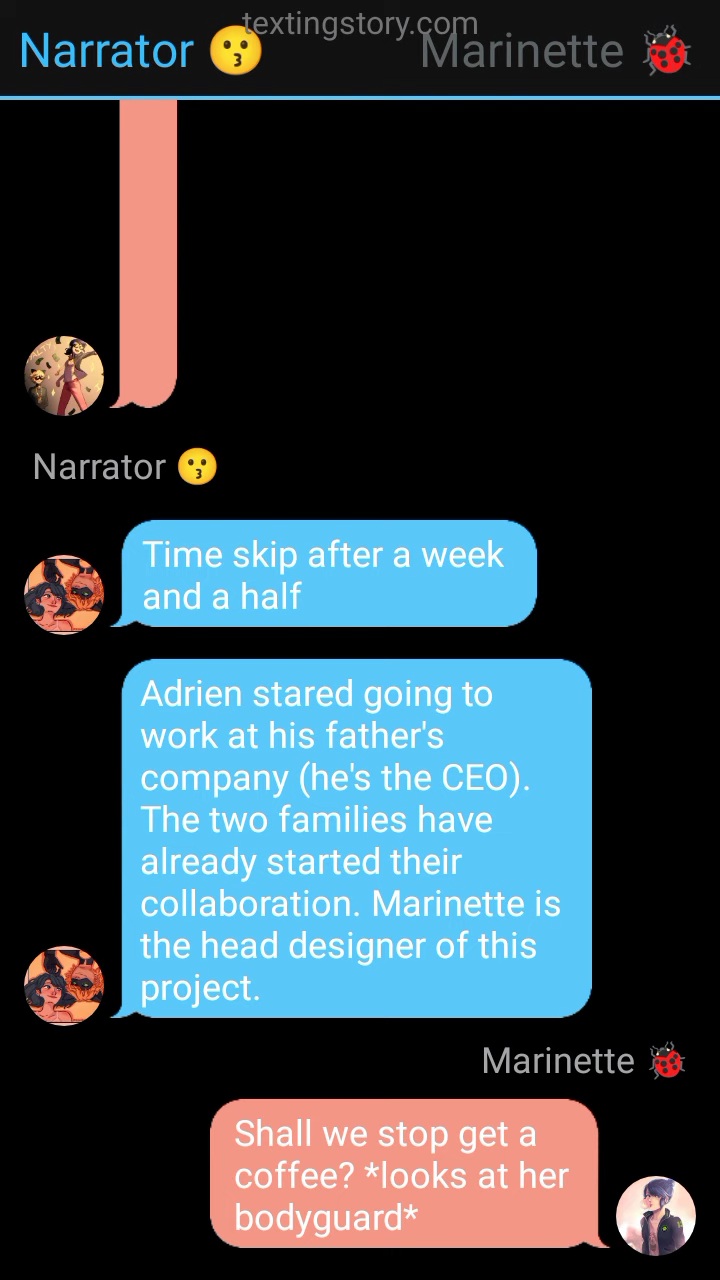 textingstory.com
Narrator 😗 Marinette 🐞
Narrator 😗
Time skip after a week
and a half
Adrien stared going to
work at his father's
company (he's the CEO).
The two families have
already started their
collaboration. Marinette is
the head designer of this
project.
Marinette 🐞
Shall we stop get a
coffee? *looks at her
bodyguard*